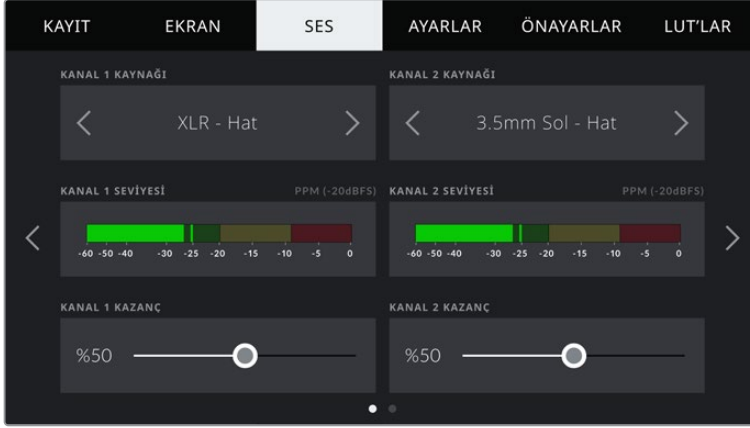 KAYIT EKRAN SES AYARLAR ÖNAYARLAR LUT'LAR
KANAL 1 KAYNAĞI KANAL 2 KAYNAĞI
XLR - Hat 3.5mm Sol - Hat
KANAL 1 SEVİYESİ PPM (-20dBFS) KANAL 2 SEVİYESİ PPM (-20dBFS)
-60 -50 -40 -30 -25 -20 -15 -10 -5 0 -60 -50 -40 -30 -25 -20 -15 -10 -5 0
KANAL 1 KAZANÇ KANAL 2 KAZANÇ
%50 %50